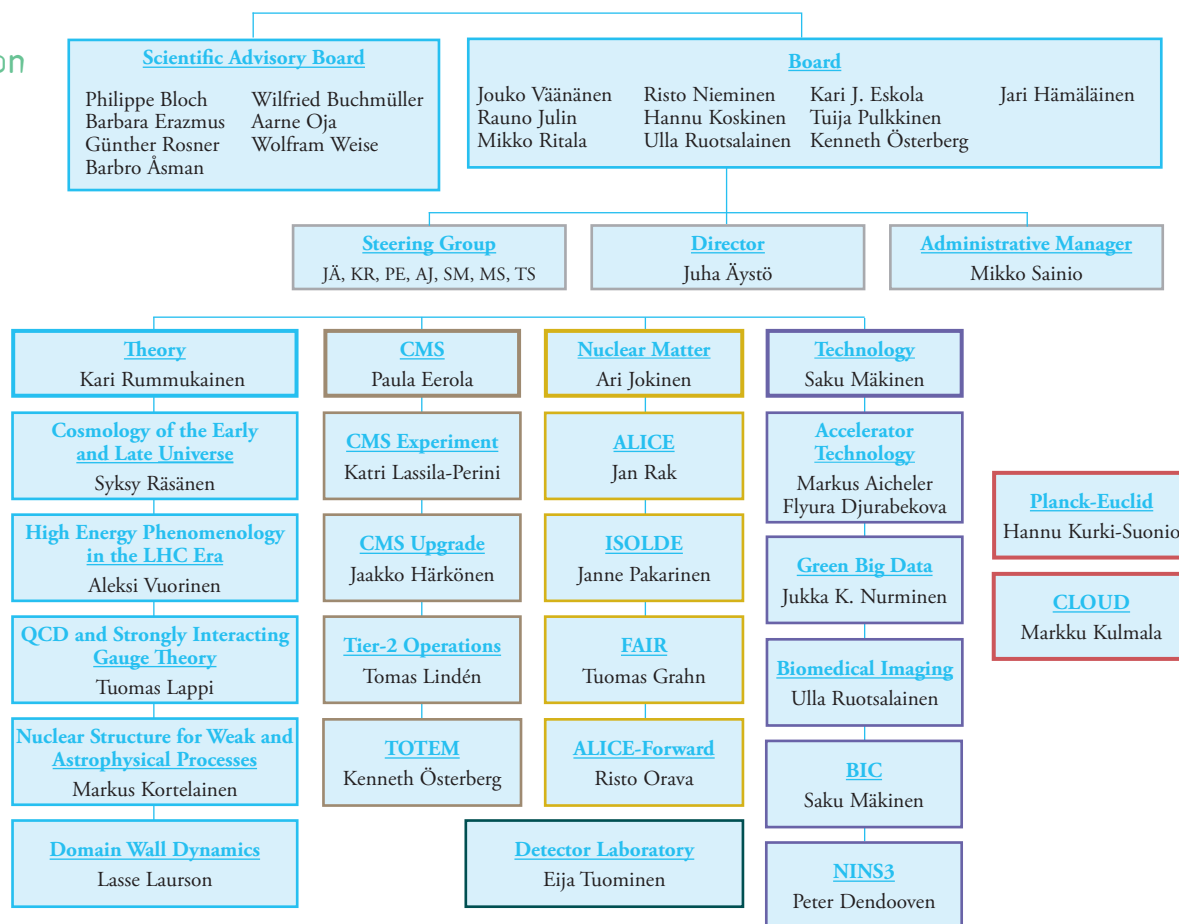 on
Scientific Advisory Board
Philippe Bloch
Barbara Erazmus
Günther Rosner
Barbro Åsman
Wilfried Buchmüller
Aarne Oja
Wolfram Weise
Board
Jouko Väänänen
Rauno Julin
Mikko Ritala
Risto Nieminen
Hannu Koskinen
Ulla Ruotsalainen
Kari J. Eskola
Tuija Pulkkinen
Kenneth Österberg
Jari Hämäläinen
Steering Group
JÄ, KR, PE, AJ, SM, MS, TS
Director
Juha Äystö
Administrative Manager
Mikko Sainio
Theory
Kari Rummukainen
Cosmology of the Early
and Late Universe
Syksy Räsänen
High Energy Phenomenology
in the LHC Era
Aleksi Vuorinen
QCD and Strongly Interacting
Gauge Theory
Tuomas Lappi
Nuclear Structure for Weak and
Astrophysical Processes
Markus Kortelainen
Domain Wall Dynamics
Lasse Laurson
CMS
Paula Eerola
CMS Experiment
Katri Lassila-Perini
CMS Upgrade
Jaakko Härkönen
Tier-2 Operations
Tomas Lindén
TOTEM
Kenneth Österberg
Nuclear Matter
Ari Jokinen
ALICE
Jan Rak
ISOLDE
Janne Pakarinen
FAIR
Tuomas Grahn
ALICE-Forward
Risto Orava
Detector Laboratory
Eija Tuominen
Technology
Saku Mäkinen
Accelerator
Technology
Markus Aicheler
Flyura Djurabekova
Green Big Data
Jukka K. Nurminen
Biomedical Imaging
Ulla Ruotsalainen
BIC
Saku Mäkinen
NINS3
Peter Dendooven
Planck-Euclid
Hannu Kurki-Suonio
CLOUD
Markku Kulmala